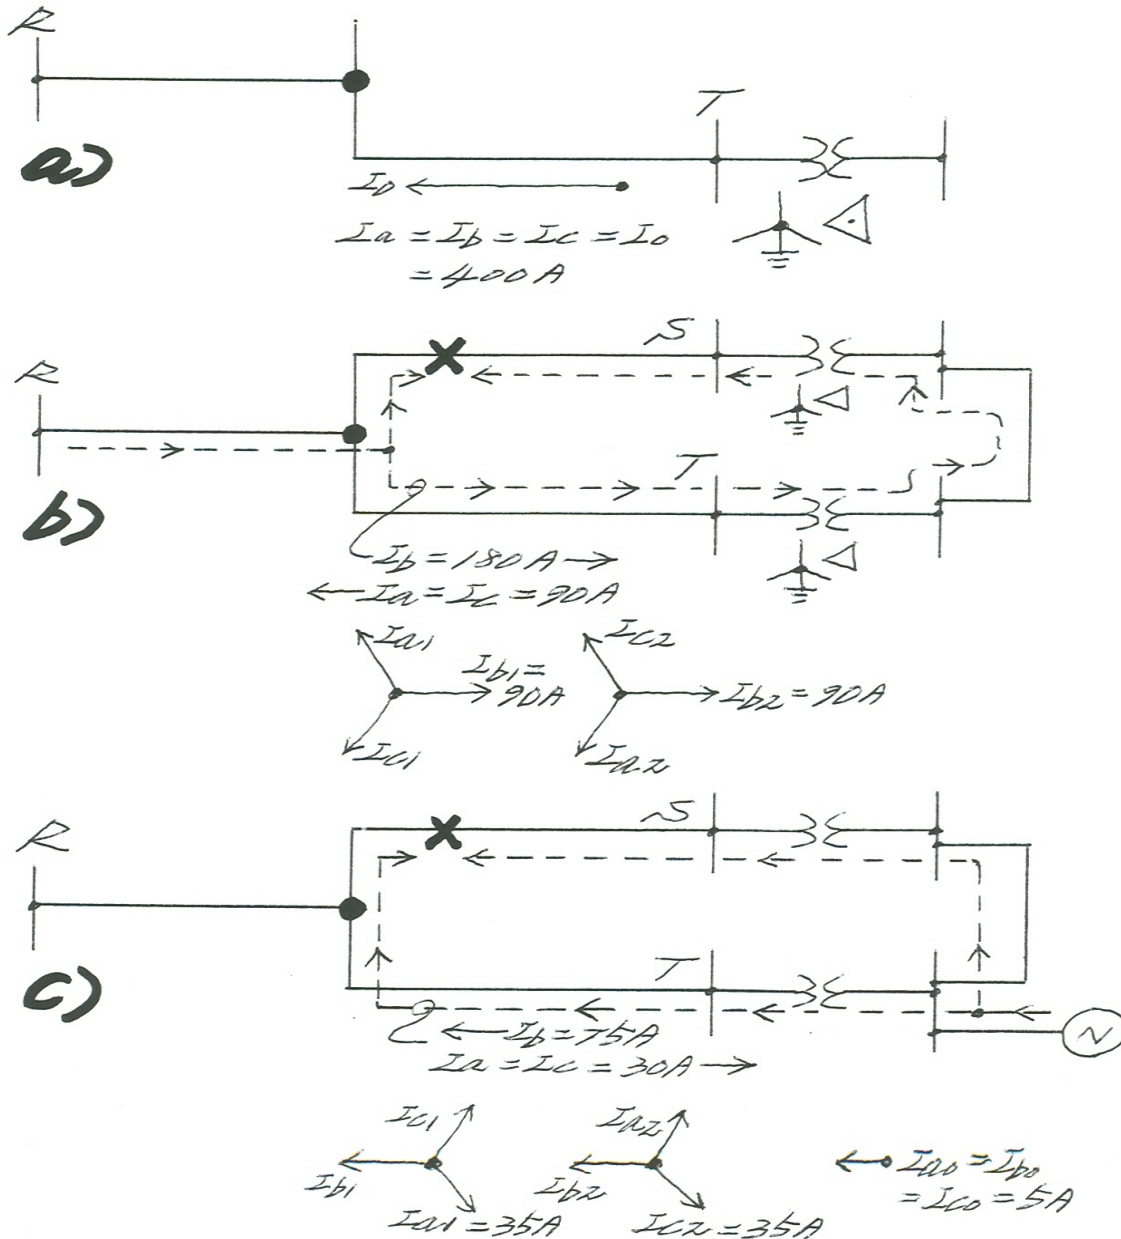 R
T
a)
I0
Ia = Ib = Ic = I0
= 400A
S
R
T
b)
Ib = 180A
Ia = Ic = 90A
Ia1
Ic2
Ib1 =
90A
Ib2 = 90A
Ic1
Ia2
S
R
T
c)
Ib = 75A
N
Ia = Ic = 30A
Ic1
Ia2
Ia0 = Ib0
= Ic0 = 5A
Ib1
Ib2
Ia1 = 35A
Ic2 = 35A